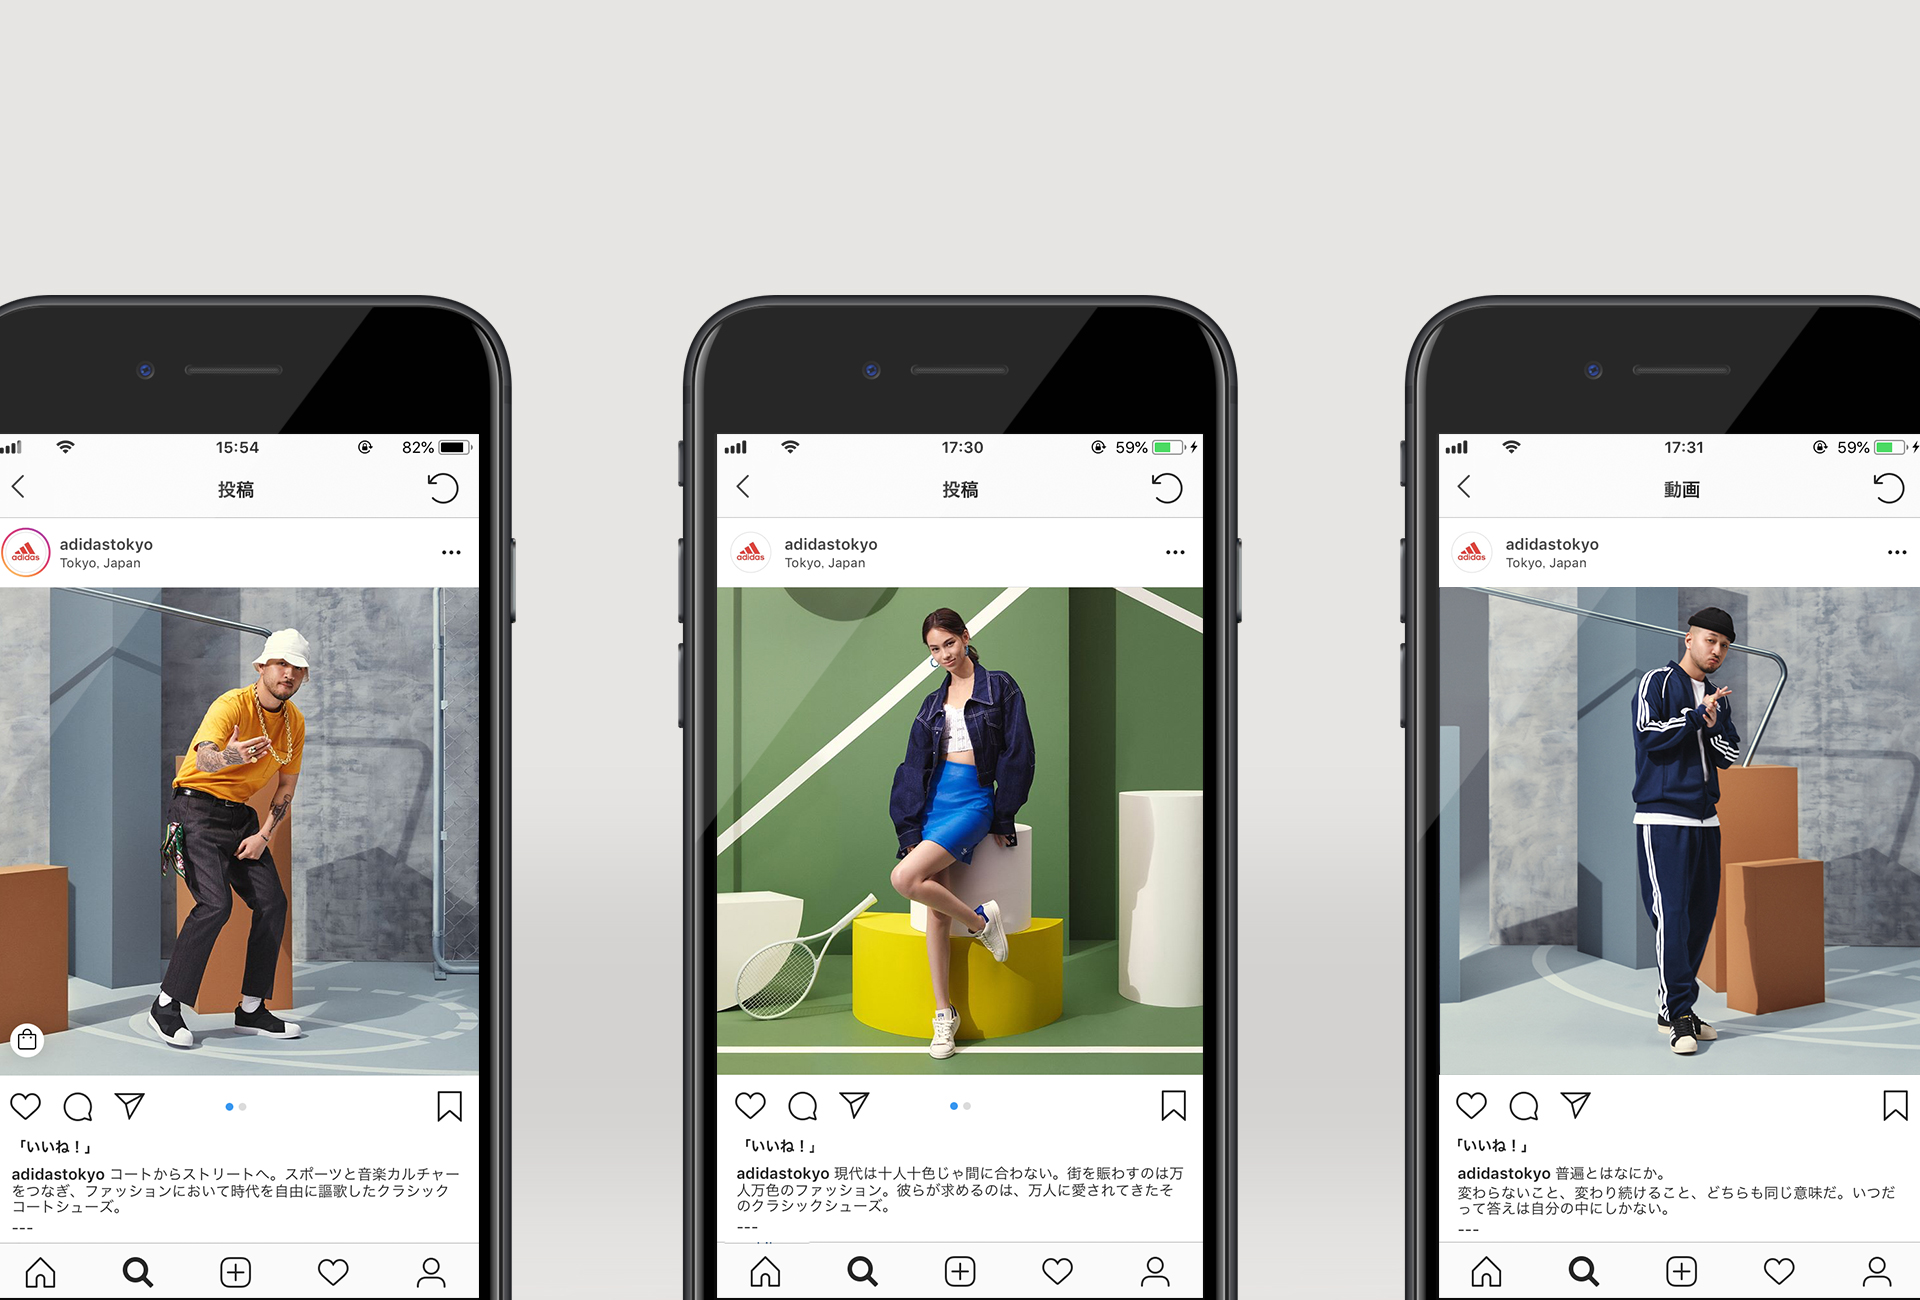 15:54
82%
投稿
adidas
adidastokyo
Tokyo, Japan
「いいね！」
adidastokyo コートからストリートへ。スポーツと音楽カルチャー
をつなぎ、ファッションにおいて時代を自由に謳歌したクラシック
コートシューズ。
---
17:30
59%
投稿
adidas
adidastokyo
Tokyo, Japan
「いいね！」
adidastokyo 現代は十人十色じゃ間に合わない。街を賑わすのは万
人万色のファッション。彼らが求めるのは、万人に愛されてきたそ
のクラシックシューズ。
---
17:31
59%
動画
adidas
adidastokyo
Tokyo, Japan
「いいね！」
adidastokyo 普遍とはなにか。
変わらないこと、変わり続けること、どちらも同じ意味だ。いつだ
って答えは自分の中にしかない。
---